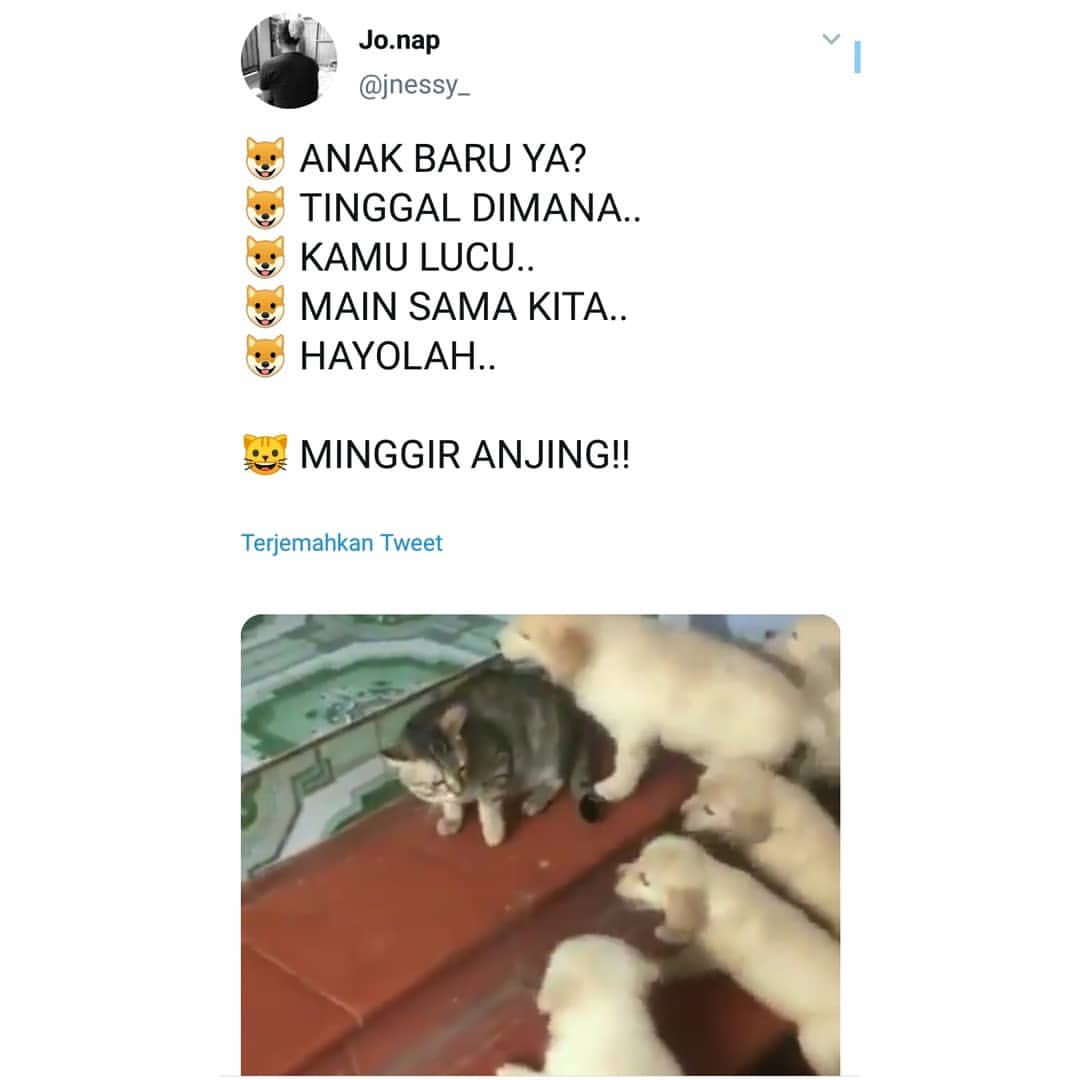 Jo.nap
@jnessy_
🐶 ANAK BARU YA?
🐶 TINGGAL DIMANA..
🐶 KAMU LUCU..
🐶 MAIN SAMA KITA..
🐶 HAYOLAH..
😺 MINGGIR ANJING!!
Terjemahkan Tweet